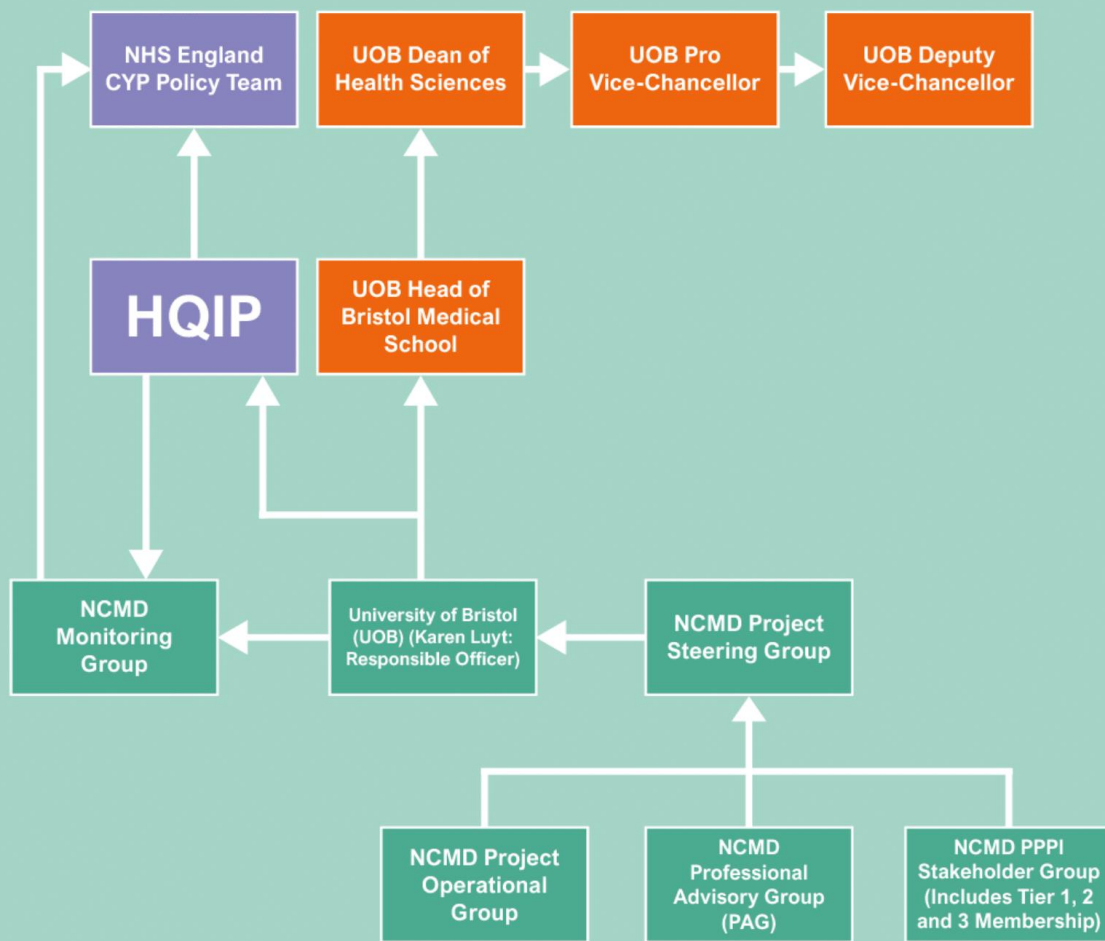 NHS England
CYP Policy Team
UOB Dean of
Health Sciences
UOB Pro
Vice-Chancellor
UOB Deputy
Vice-Chancellor
HQIP
UOB Head of
Bristol Medical
School
NCMD
Monitoring
Group
University of Bristol
(UOB) (Karen Luyt:
Responsible Officer)
NCMD Project
Steering Group
NCMD Project
Operational
Group
NCMD
Professional
Advisory Group
(PAG)
NCMD PPPI
Stakeholder Group
(Includes Tier 1, 2
and 3 Membership)